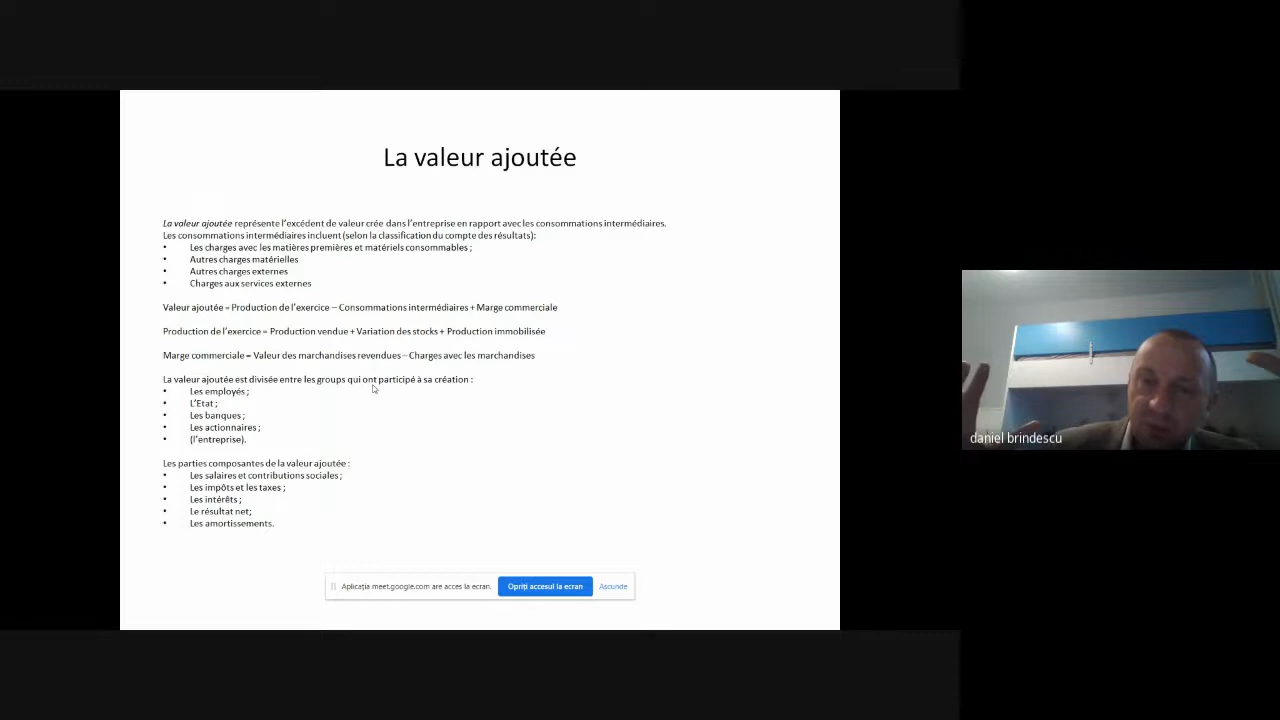 La valeur ajoutée
La valeur ajoutée représente l'excédent de valeur crée dans l'entreprise en rapport avec les consommations intermédiaires.
Les consommations intermédiaires incluent (selon la classification du compte des résultats):
• Les charges avec les matières premières et matériels consommables ;
• Autres charges matérielles
• Autres charges externes
• Charges aux services externes
Valeur ajoutée = Production de l'exercice – Consommations intermédiaires + Marge commerciale
Production de l'exercice = Production vendue + Variation des stocks + Production immobilisée
Marge commerciale = Valeur des marchandises revendues – Charges avec les marchandises
La valeur ajoutée est divisée entre les groups qui ont participé à sa création :
• Les employés ;
• L'Etat ;
• Les banques ;
• Les actionnaires ;
• (l'entreprise).
Les parties composantes de la valeur ajoutée :
• Les salaires et contributions sociales ;
• Les impôts et les taxes ;
• Les intérêts ;
• Le résultat net;
• Les amortissements.
Aplicația meet.google.com are acces la ecran. Opriți accesul la ecran Ascunde
daniel brindescu